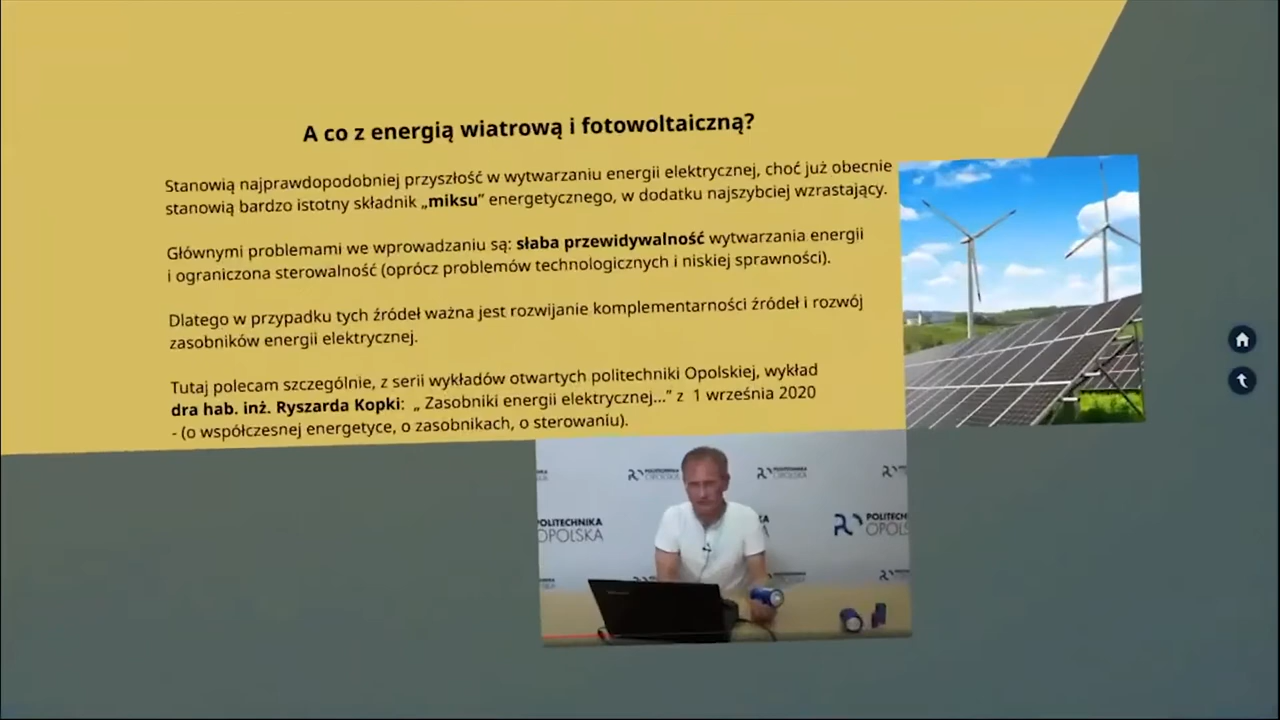 A co z energią wiatrową i fotowoltaiczną?
Stanowią najprawdopodobniej przyszłość w wytwarzaniu energii elektrycznej, choć już obecnie
stanowią bardzo istotny składnik „miksu” energetycznego, w dodatku najszybciej wzrastający.
Głównymi problemami we wprowadzaniu są: słaba przewidywalność wytwarzania energii
i ograniczona sterowalność (oprócz problemów technologicznych i niskiej sprawności).
Dlatego w przypadku tych źródeł ważna jest rozwijanie komplementarności źródeł i rozwój
zasobników energii elektrycznej.
Tutaj polecam szczególnie, z serii wykładów otwartych politechniki Opolskiej, wykład
dra hab. inż. Ryszarda Kopki: „ Zasobniki energii elektrycznej...” z 1 września 2020
- (o współczesnej energetyce, o zasobnikach, o sterowaniu).
POLITECHNIKA
OPOLSKA
POLITECHNIKA
OPOLSKA
POLITECHNIKA
OPOLSKA
POLITECHNIKA
OPOLSKA